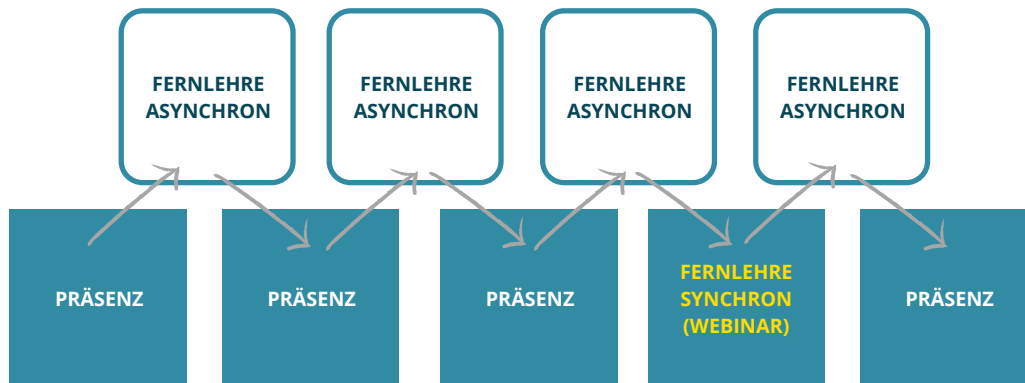 FERNLEHRE
ASYNCHRON
FERNLEHRE
ASYNCHRON
FERNLEHRE
ASYNCHRON
FERNLEHRE
ASYNCHRON
PRÄSENZ
PRÄSENZ
PRÄSENZ
FERNLEHRE
SYNCHRON
(WEBINAR)
PRÄSENZ